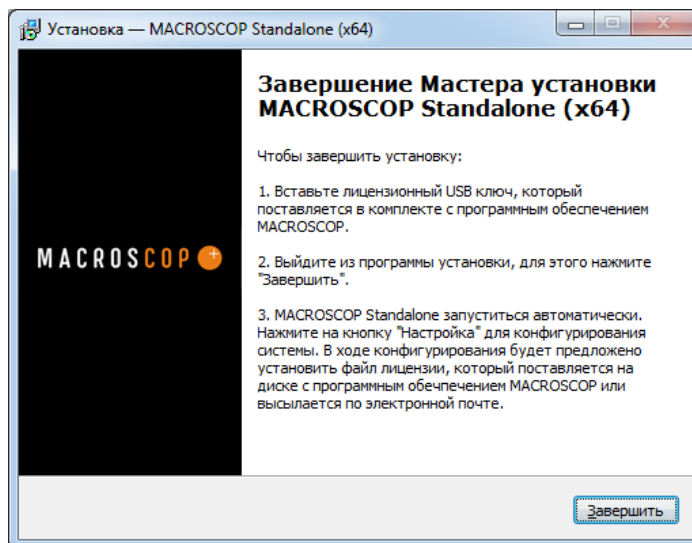 Установка — MACROSCOP Standalone (x64)
Завершение Мастера установки
MACROSCOP Standalone (x64)
Чтобы завершить установку:
1. Вставьте лицензионный USB ключ, который
поставляется в комплекте с программным обеспечением
MACROSCOP.
MACROSCOP
2. Выйдите из программы установки, для этого нажмите
"Завершить".
3. MACROSCOP Standalone запуститься автоматически.
Нажмите на кнопку "Настройка" для конфигурирования
системы. В ходе конфигурирования будет предложено
установить файл лицензии, который поставляется на
диске с программным обечпечением MACROSCOP или
высылается по электронной почте.
Завершить